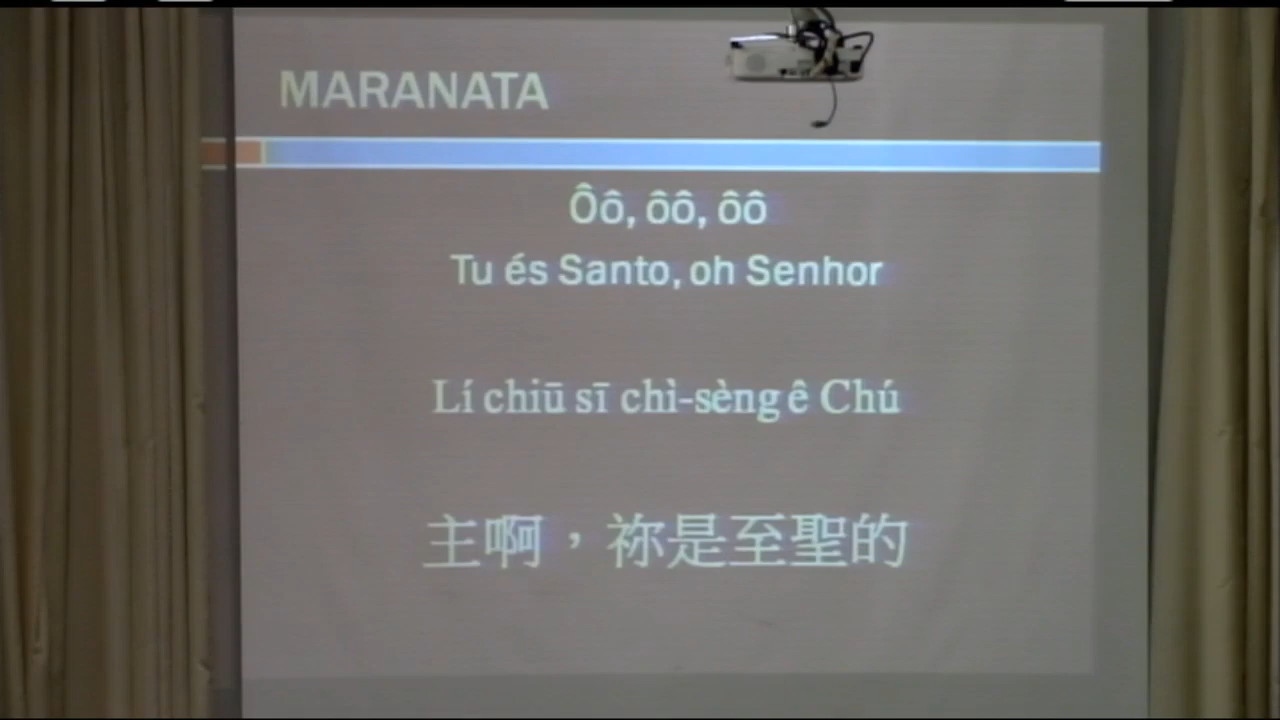 MARANATA
Ôô, ôô, ôô
Tu és Santo, oh Senhor
Lí chiū sī chì-sèng ê Chú
主啊，祢是至聖的